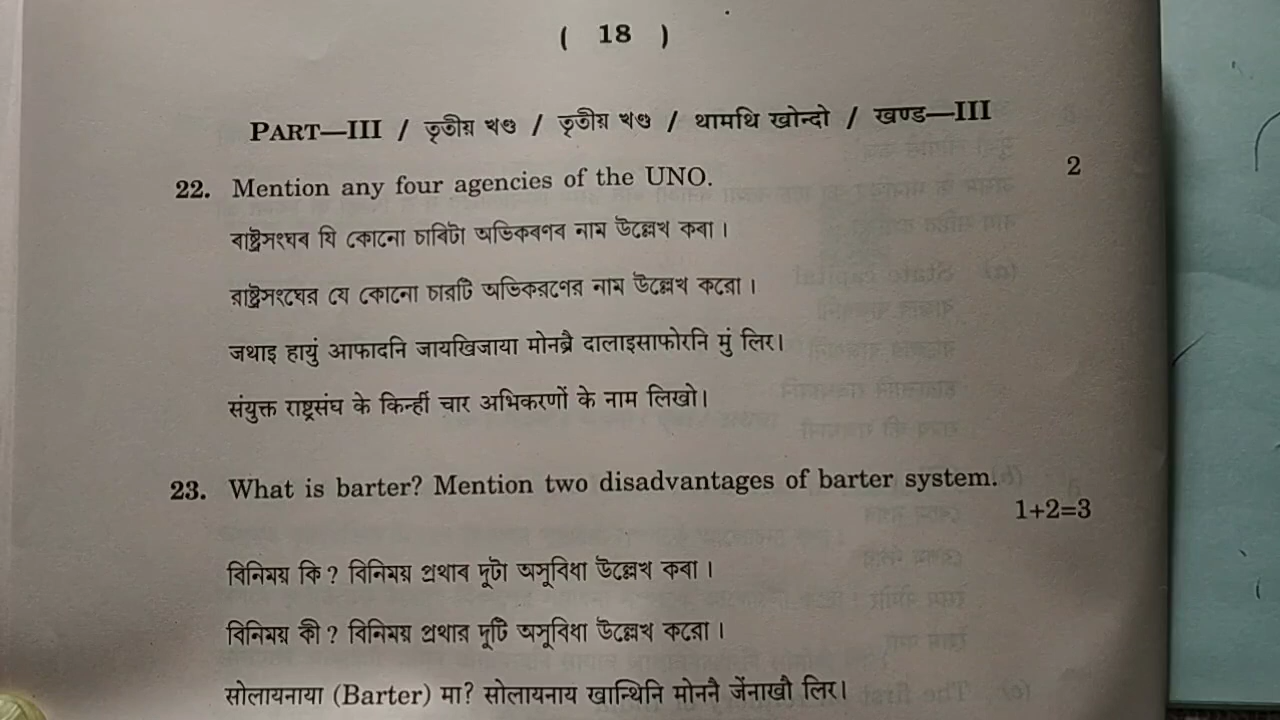 ( 18 )
PART—III / তৃতীয় খণ্ড / তৃতীয় খণ্ড / थामथि खोन्दो / खण्ड—III
22. Mention any four agencies of the UNO. 2
ৰাষ্ট্ৰসংঘৰ যি কোনো চাৰিটা অভিকৰণৰ নাম উল্লেখ কৰা ।
রাষ্ট্রসংঘের যে কোনো চারটি অভিকরণের নাম উল্লেখ করো ।
जथाइ हायुं आफादनि जायखिजाया मोनब्रै दालाइसाफोरनि मुं लिर।
संयुक्त राष्ट्रसंघ के किन्हीं चार अभिकरणों के नाम लिखो।
23. What is barter? Mention two disadvantages of barter system.
1+2=3
বিনিময় কি ? বিনিময় প্ৰথাৰ দুটা অসুবিধা উল্লেখ কৰা ।
বিনিময় কী ? বিনিময় প্রথার দুটি অসুবিধা উল্লেখ করো ।
सोलायनाया (Barter) मा? सोलायनाय खान्थिनि मोननै जेंनाखौ लिर।